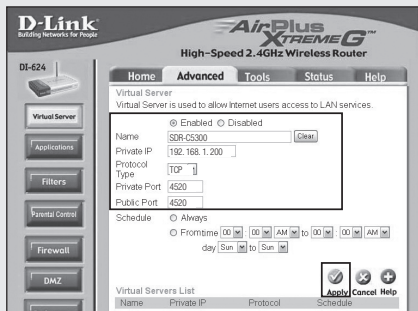 D-Link
Building Networks for People
AirPlus
XTREME G™
High-Speed 2.4GHz Wireless Router
DI-624
Home Advanced Tools Status Help
Virtual Server
Applications
Filters
Parental Control
Firewall
DMZ
Virtual Server
Virtual Server is used to allow Internet users access to LAN services.
Enabled Disabled
Name SDR-C5300 Clear
Private IP 192. 168. 1. 200
Protocol
Type TCP
Private Port 4520
Public Port 4520
Schedule Always
From time 00 : 00 AM to 00 : 00 AM
day Sun to Sun
Apply Cancel Help
Virtual Servers List
Name Private IP Protocol Schedule